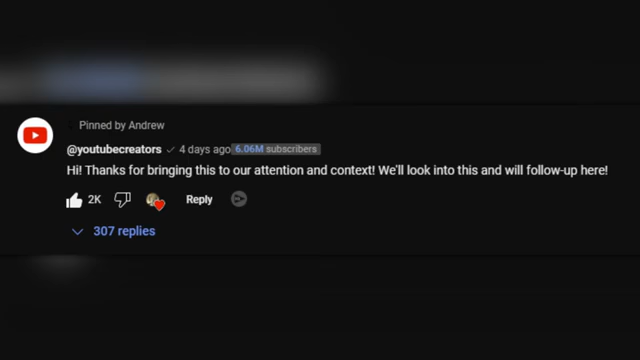 Pinned by Andrew
@youtubecreators 4 days ago 6.06M subscribers
Hi! Thanks for bringing this to our attention and context! We'll look into this and will follow-up here!
2K Reply
307 replies